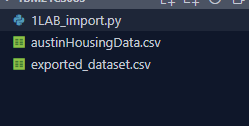 1LAB_import.py
austinHousingData.csv
exported_dataset.csv